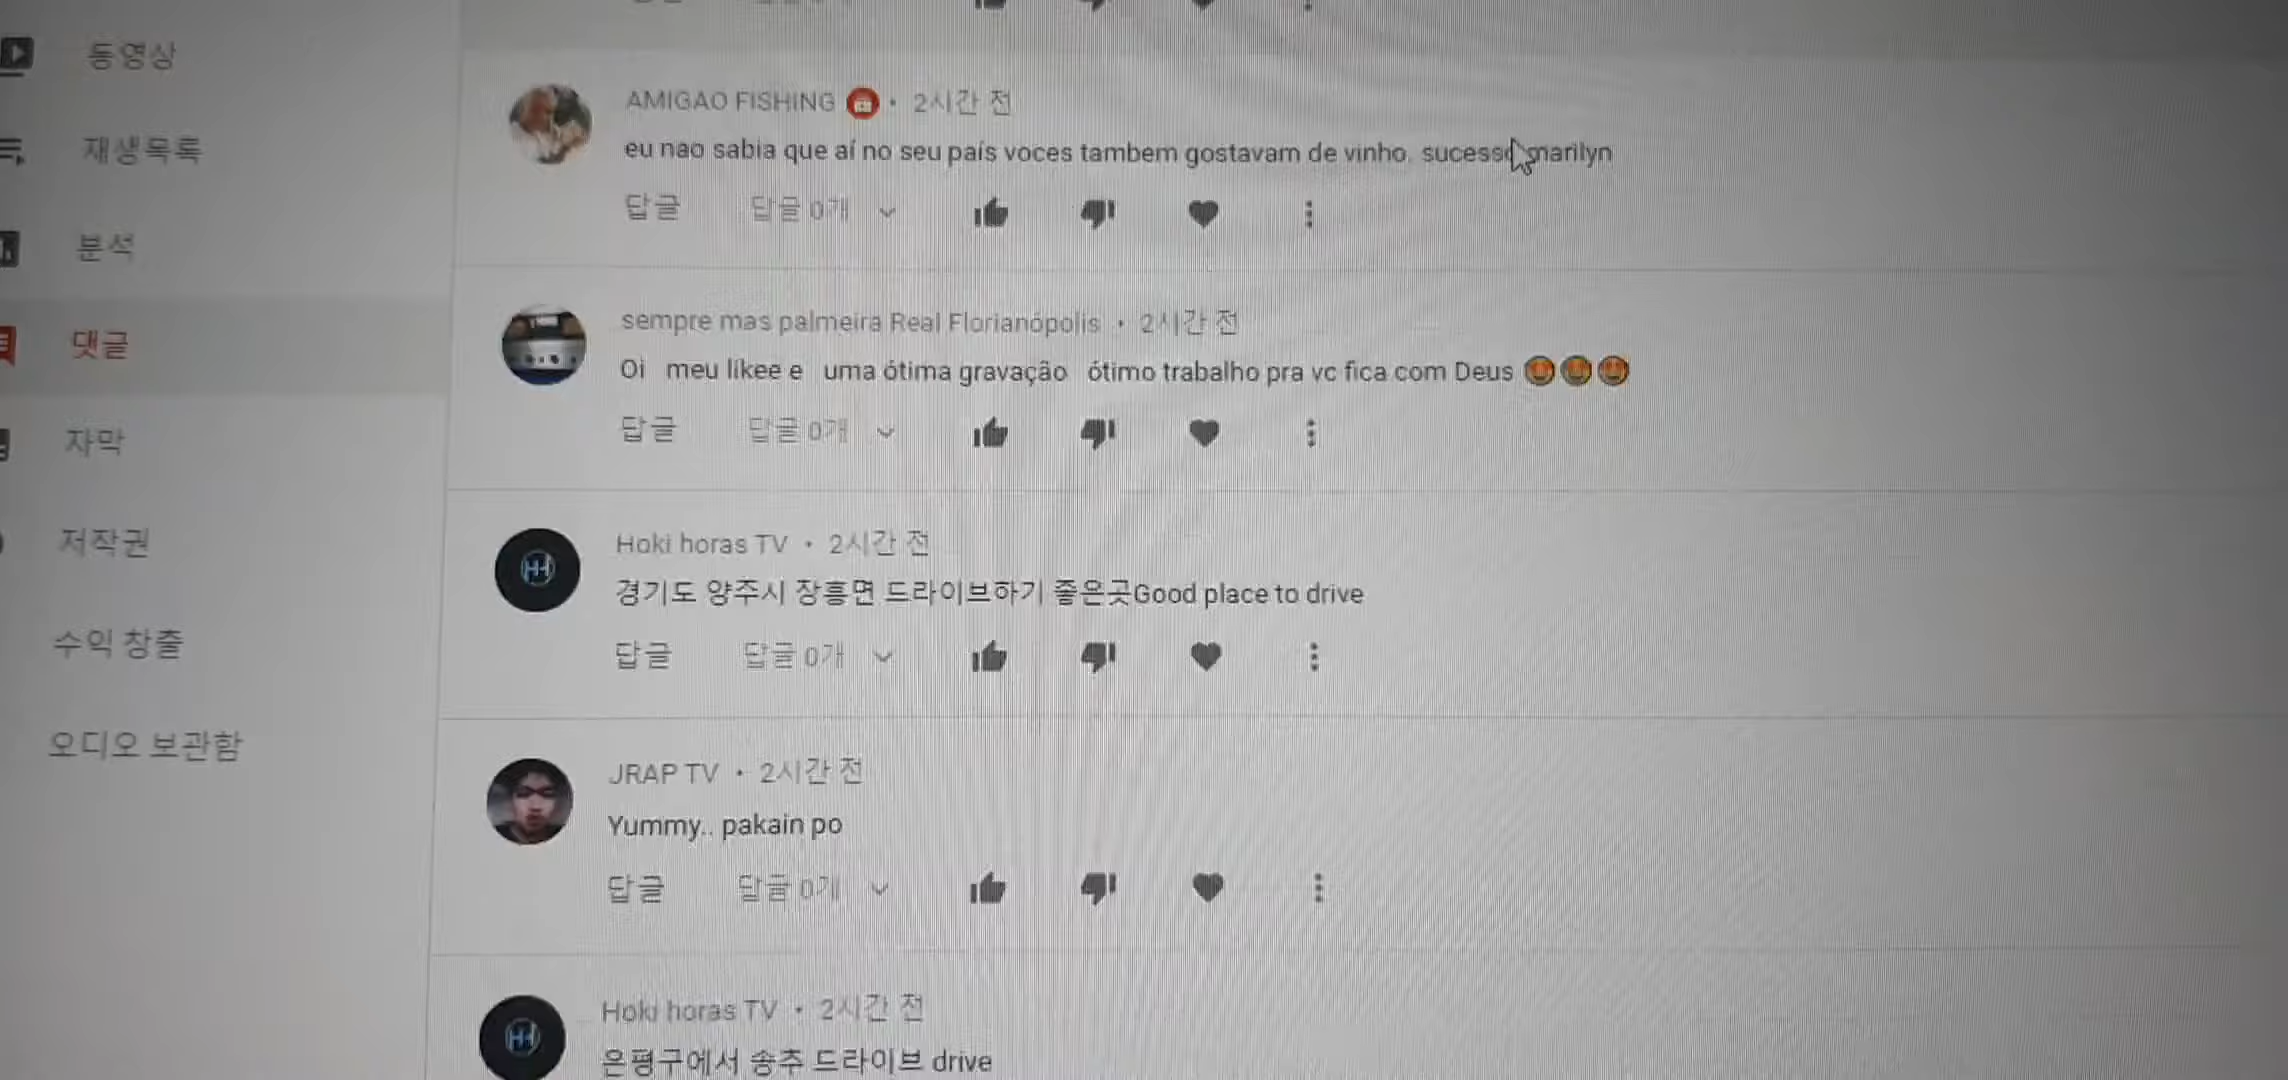 동영상
재생목록
분석
댓글
자막
저작권
수익 창출
오디오 보관함
AMIGAO FISHING • 2시간 전
eu nao sabia que aí no seu país voces tambem gostavam de vinho. sucesso marilyn
답글 답글 0개
sempre mas palmeira Real Florianópolis • 2시간 전
Oi meu likee e uma ótima gravação ótimo trabalho pra vc fica com Deus
답글 답글 0개
Hoki horas TV • 2시간 전
경기도 양주시 장흥면 드라이브하기 좋은곳Good place to drive
답글 답글 0개
JRAP TV • 2시간 전
Yummy.. pakain po
답글 답글 0개
Hoki horas TV • 2시간 전
은평구에서 송추 드라이브 drive